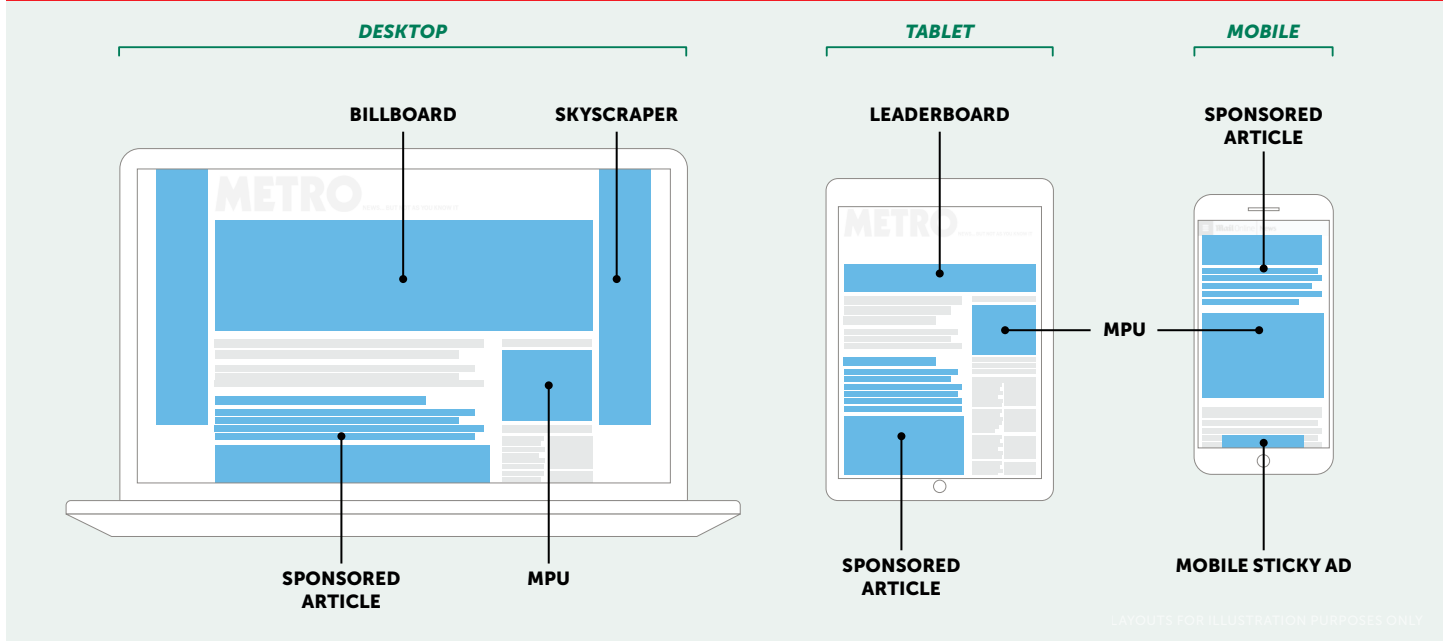 DESKTOP
TABLET
MOBILE
BILLBOARD
SKYSCRAPER
LEADERBOARD
SPONSORED
ARTICLE
METRO
METRO
MPU
SPONSORED
ARTICLE
MPU
SPONSORED
ARTICLE
MOBILE STICKY AD
LAYOUTS FOR ILLUSTRATION PURPOSES ONLY